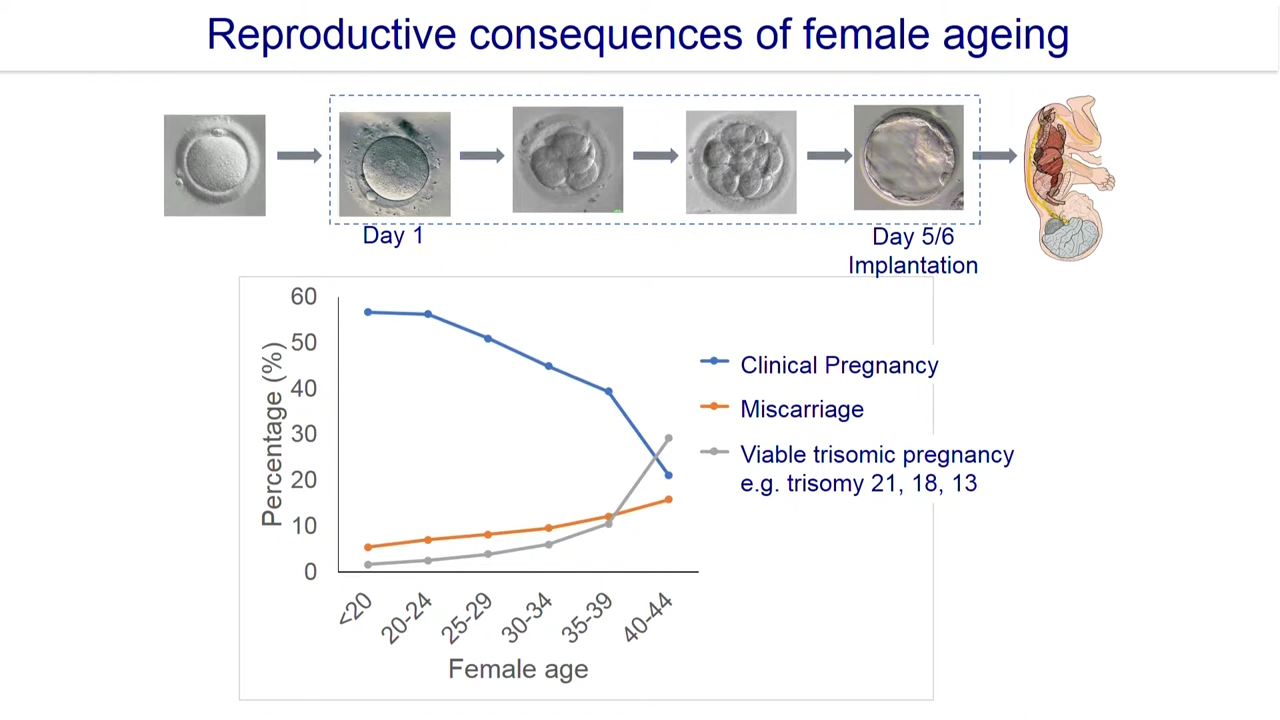 Reproductive consequences of female ageing
Day 1
Day 5/6
Implantation
60
50
40
30
20
10
0
Percentage (%)
<20
20-24
25-29
30-34
35-39
40-44
Female age
Clinical Pregnancy
Miscarriage
Viable trisomic pregnancy
e.g. trisomy 21, 18, 13